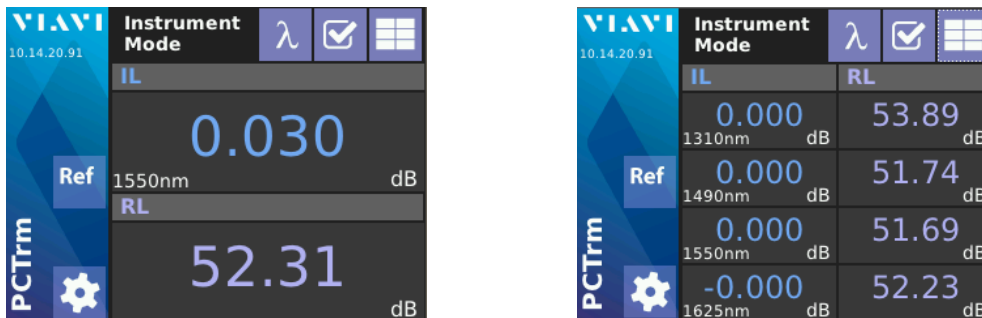 VIAVI
10.14.20.91
Instrument
Mode
λ
IL
0.030
1550nm dB
Ref
RL
52.31
dB
PCTrm
VIAVI
10.14.20.91
Instrument
Mode
λ
IL RL
0.000 53.89
1310nm dB dB
0.000 51.74
1490nm dB dB
Ref
0.000 51.69
1550nm dB dB
-0.000 52.23
1625nm dB dB
PCTrm